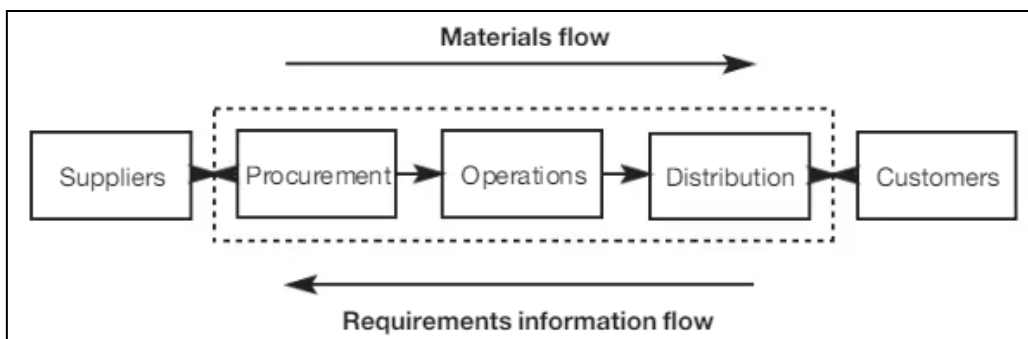 Materials flow
Suppliers
Procurement
Operations
Distribution
Customers
Requirements information flow